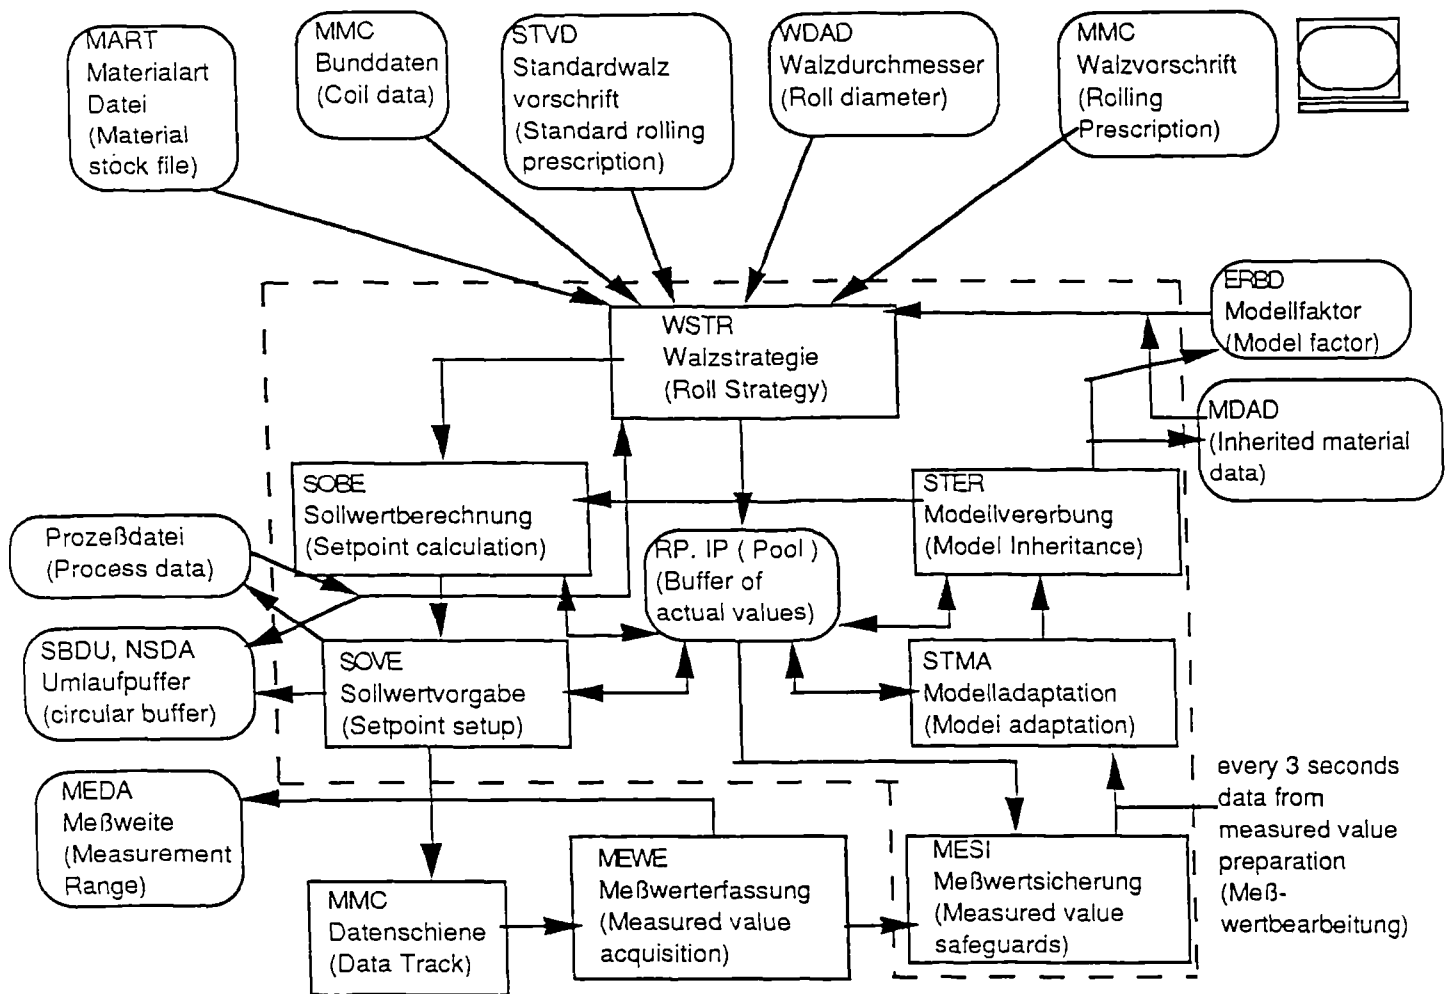 MART
Materialart
Datei
(Material
stock file)
MMC
Bunddaten
(Coil data)
STVD
Standardwalz
vorschrift
(Standard rolling
prescription)
WDAD
Walzdurchmesser
(Roll diameter)
MMC
Walzvorschrift
(Rolling
Prescription)
WSTR
Walzstrategie
(Roll Strategy)
ERBD
Modellfaktor
(Model factor)
MDAD
(Inherited material
data)
SOBE
Sollwertberechnung
(Setpoint calculation)
STER
Modellvererbung
(Model Inheritance)
Prozeßdatei
(Process data)
RP. IP ( Pool )
(Buffer of
actual values)
SBDU, NSDA
Umlaufpuffer
(circular buffer)
SOVE
Sollwertvorgabe
(Setpoint setup)
STMA
Modelladaptation
(Model adaptation)
MEDA
Meßweite
(Measurement
Range)
every 3 seconds
data from
measured value
preparation
(Meß-
wertbearbeitung)
MMC
Datenschiene
(Data Track)
MEWE
Meßwerterfassung
(Measured value
acquisition)
MESI
Meßwertsicherung
(Measured value
safeguards)